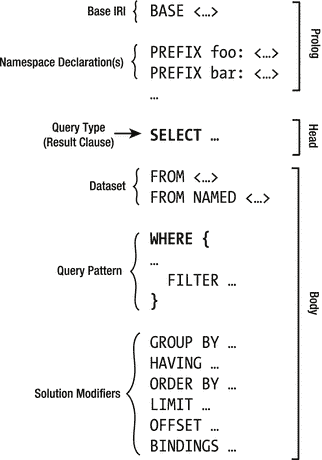 Base IRI { BASE <…>
Namespace Declaration(s) { PREFIX foo: <…>
PREFIX bar: <…>
…
Prolog
Query Type
(Result Clause) SELECT …
Head
Dataset { FROM <…>
FROM NAMED <…>
Query Pattern { WHERE {
…
FILTER …
}
Solution Modifiers { GROUP BY …
HAVING …
ORDER BY …
LIMIT …
OFFSET …
BINDINGS …
Body